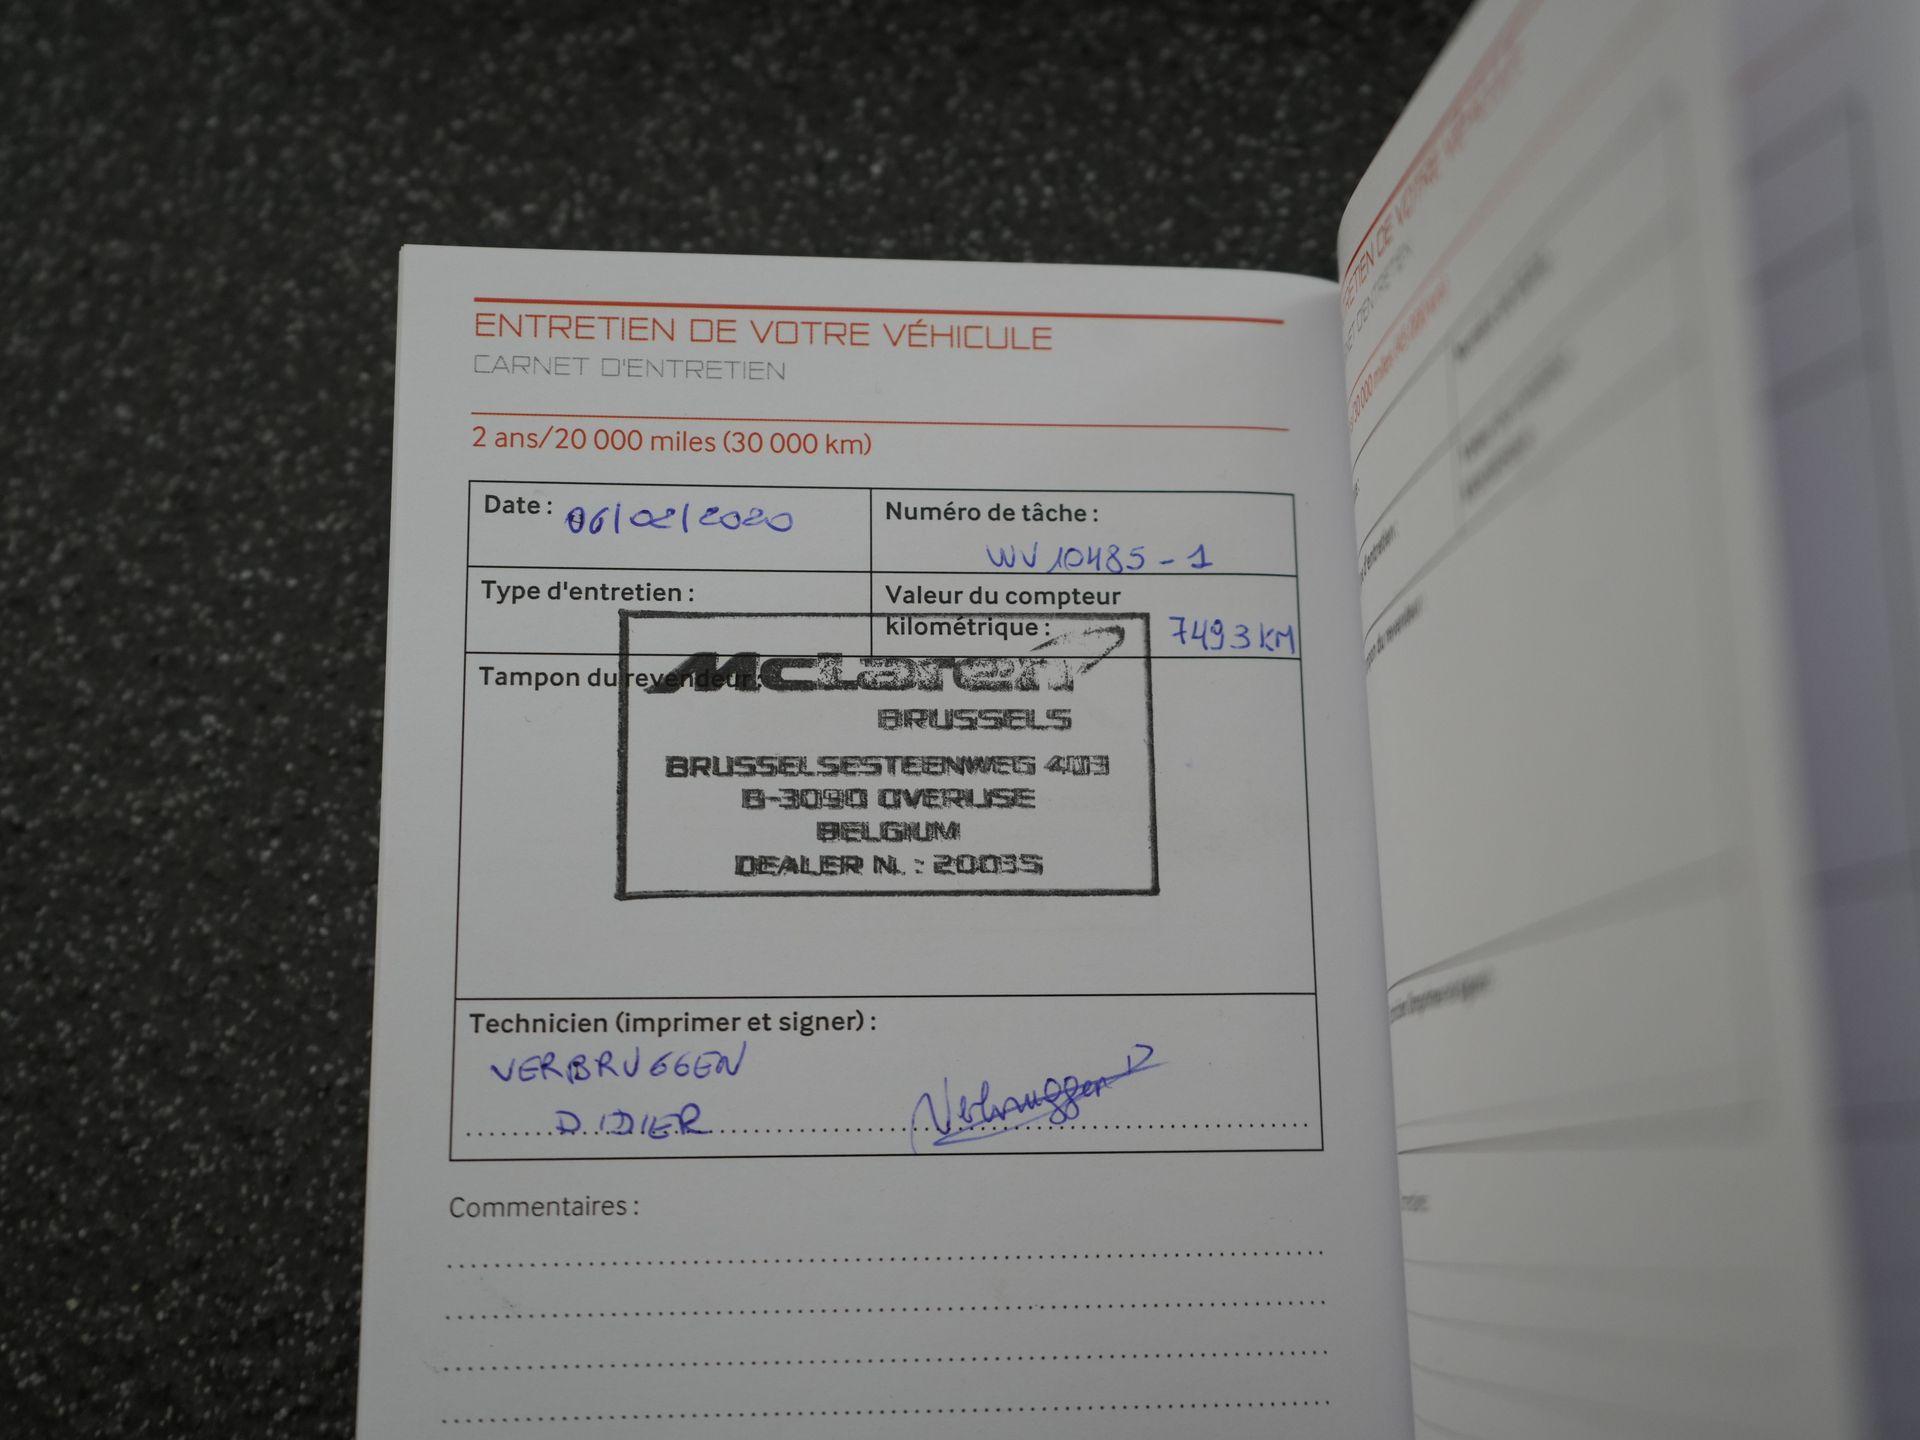 ENTRETIEN DE VOTRE VÉHICULE
CARNET D'ENTRETIEN
2 ans/20 000 miles (30 000 km)
Date : 06/02/2020
Numéro de tâche :
WV10485-1
Type d'entretien :
Valeur du compteur
kilométrique : 7493 KM
Tampon du revendeur :
McLaren
BRUSSELS
BRUSSELSESTEENWEG 403
B-3090 OVERIJSE
BELGIUM
DEALER N. : 20035
Technicien (imprimer et signer) :
VERBRUGGEN
DIDIER
Verbruggen D
Commentaires :